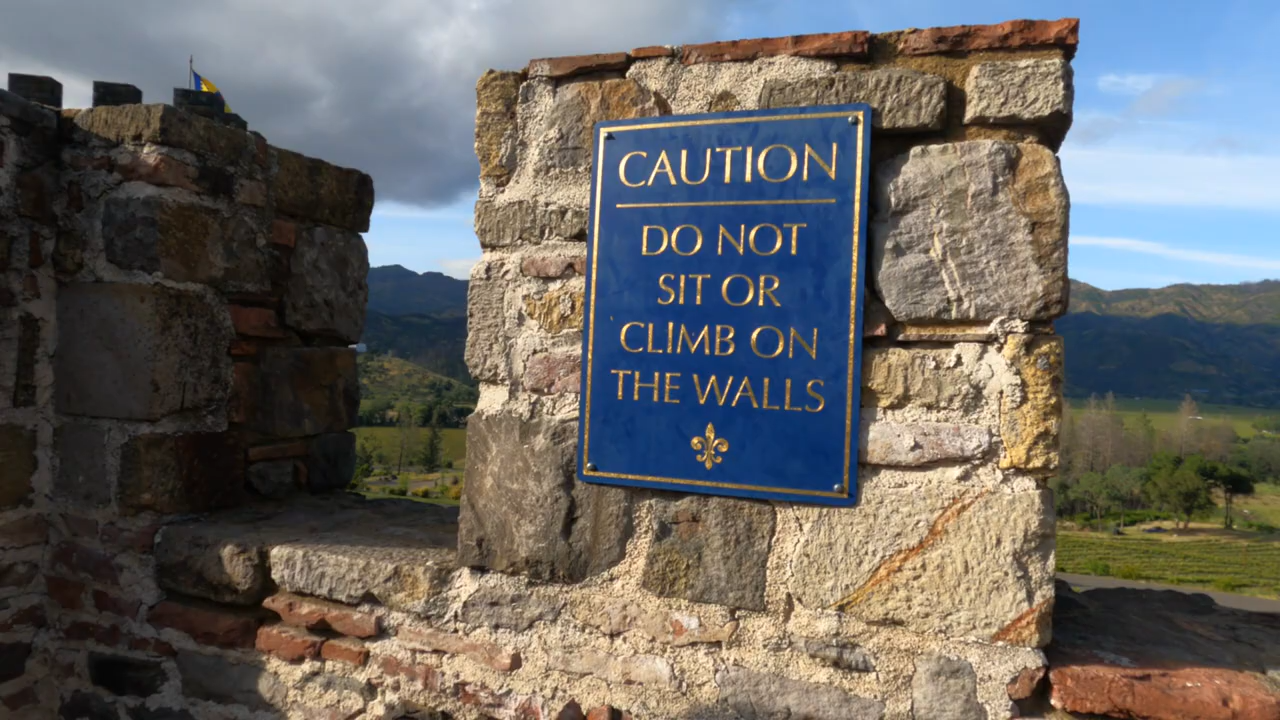 CAUTION
DO NOT
SIT OR
CLIMB ON
THE WALLS